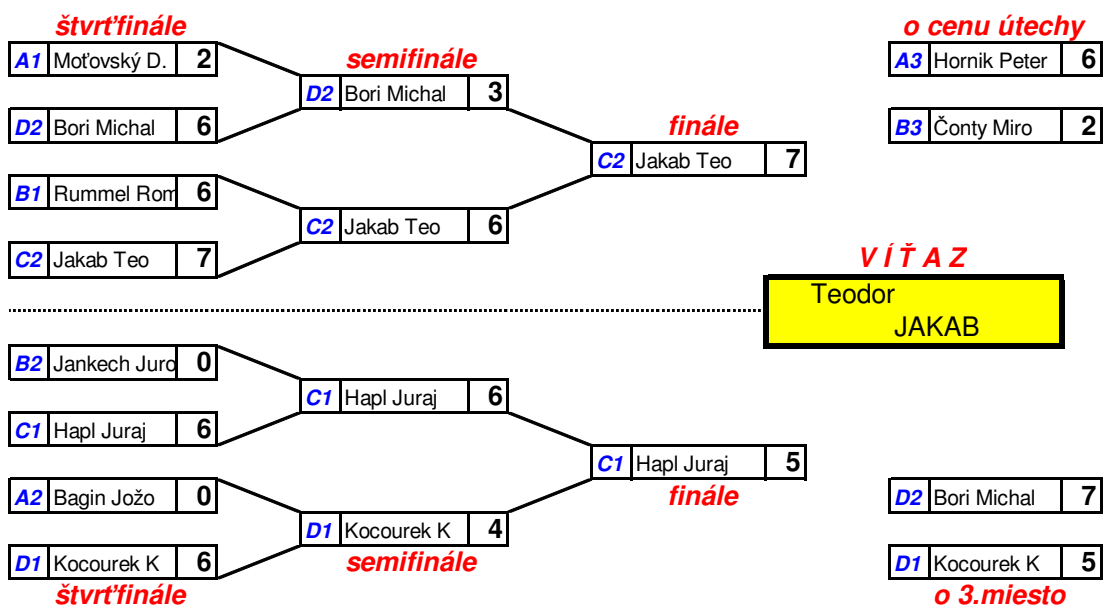 štvrťfinále
o cenu útechy
A1 Moťovský D. 2
semifinále
A3 Hornik Peter 6
D2 Bori Michal 3
D2 Bori Michal 6
finále
B3 Čonty Miro 2
C2 Jakab Teo 7
B1 Rummel Rom 6
C2 Jakab Teo 6
C2 Jakab Teo 7
V Í Ť A Z
Teodor
JAKAB
B2 Jankech Juro 0
C1 Hapl Juraj 6
C1 Hapl Juraj 6
C1 Hapl Juraj 5
A2 Bagin Jožo 0
finále
D2 Bori Michal 7
D1 Kocourek K 4
D1 Kocourek K 6
semifinále
D1 Kocourek K 5
štvrťfinále
o 3.miesto